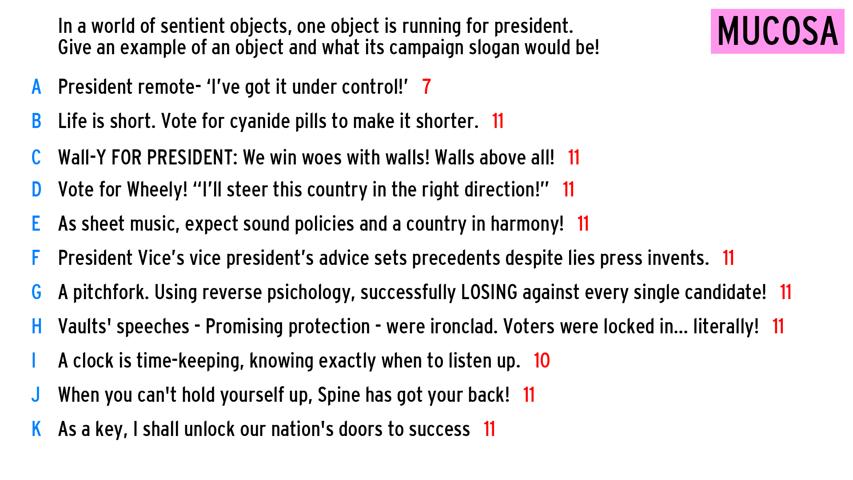 In a world of sentient objects, one object is running for president.
Give an example of an object and what its campaign slogan would be!
MUCOSA
A President remote- ‘I’ve got it under control!’ 7
B Life is short. Vote for cyanide pills to make it shorter. 11
C Wall-Y FOR PRESIDENT: We win woes with walls! Walls above all! 11
D Vote for Wheely! “I’ll steer this country in the right direction!” 11
E As sheet music, expect sound policies and a country in harmony! 11
F President Vice’s vice president’s advice sets precedents despite lies press invents. 11
G A pitchfork. Using reverse psichology, successfully LOSING against every single candidate! 11
H Vaults' speeches - Promising protection - were ironclad. Voters were locked in... literally! 11
I A clock is time-keeping, knowing exactly when to listen up. 10
J When you can't hold yourself up, Spine has got your back! 11
K As a key, I shall unlock our nation's doors to success 11